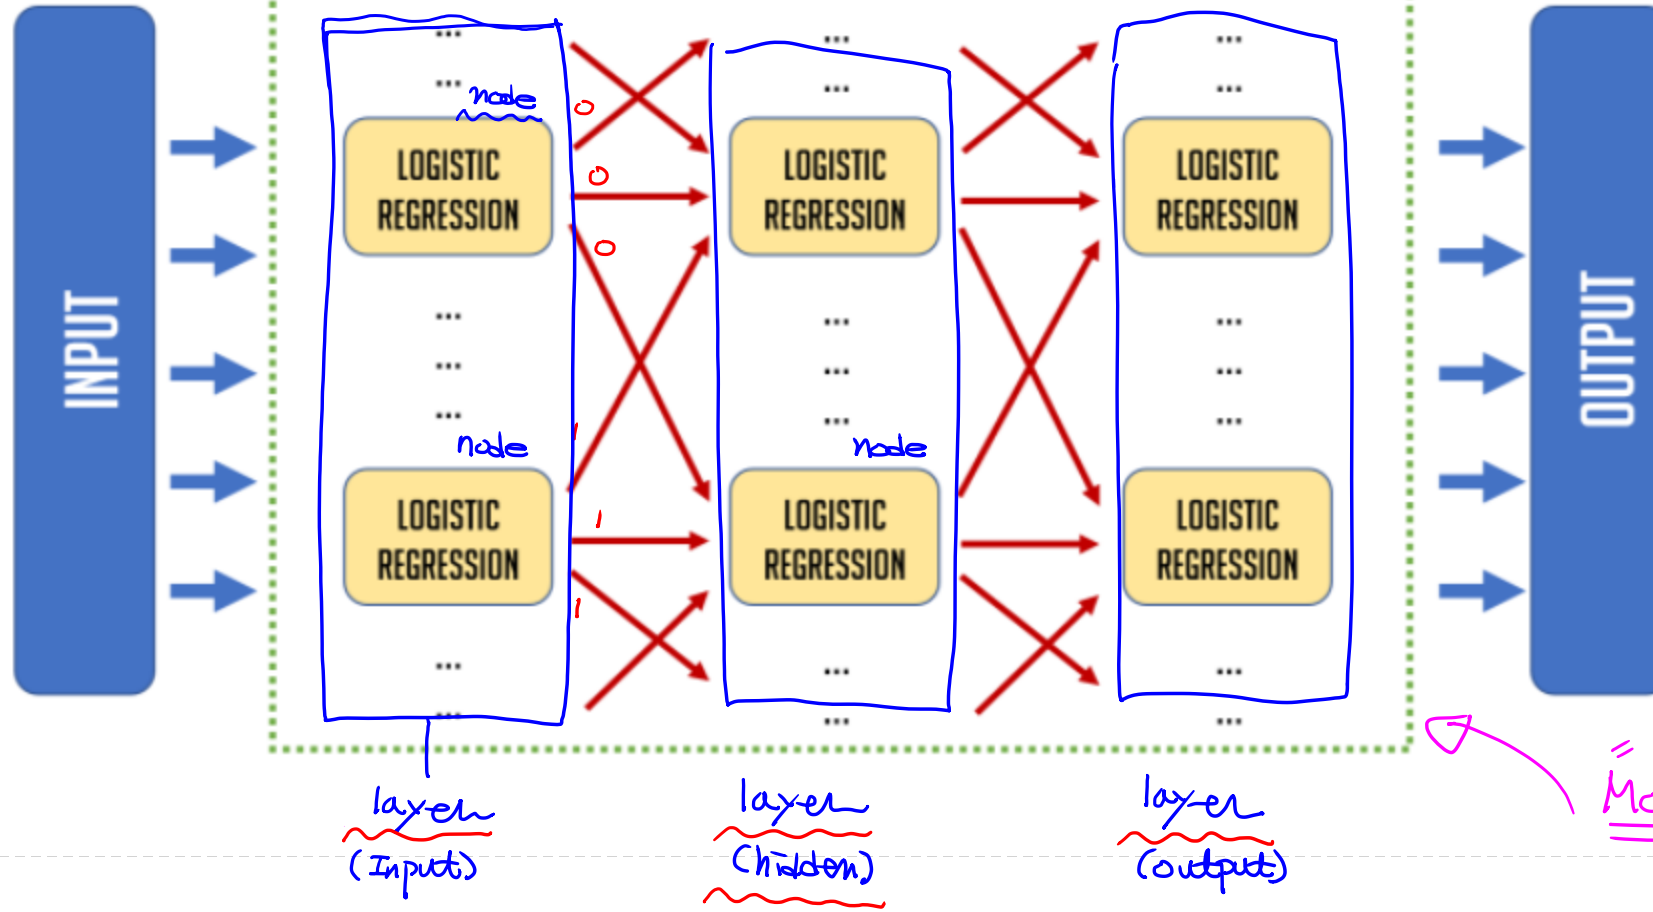 ...
...
...
...
...
...
node
0
LOGISTIC
REGRESSION
LOGISTIC
REGRESSION
LOGISTIC
REGRESSION
0
0
INPUT
OUTPUT
...
...
...
...
...
...
...
...
...
node
node
1
LOGISTIC
REGRESSION
LOGISTIC
REGRESSION
LOGISTIC
REGRESSION
1
1
...
...
...
...
...
...
layer
(Input)
layer
(hidden)
layer
(output)